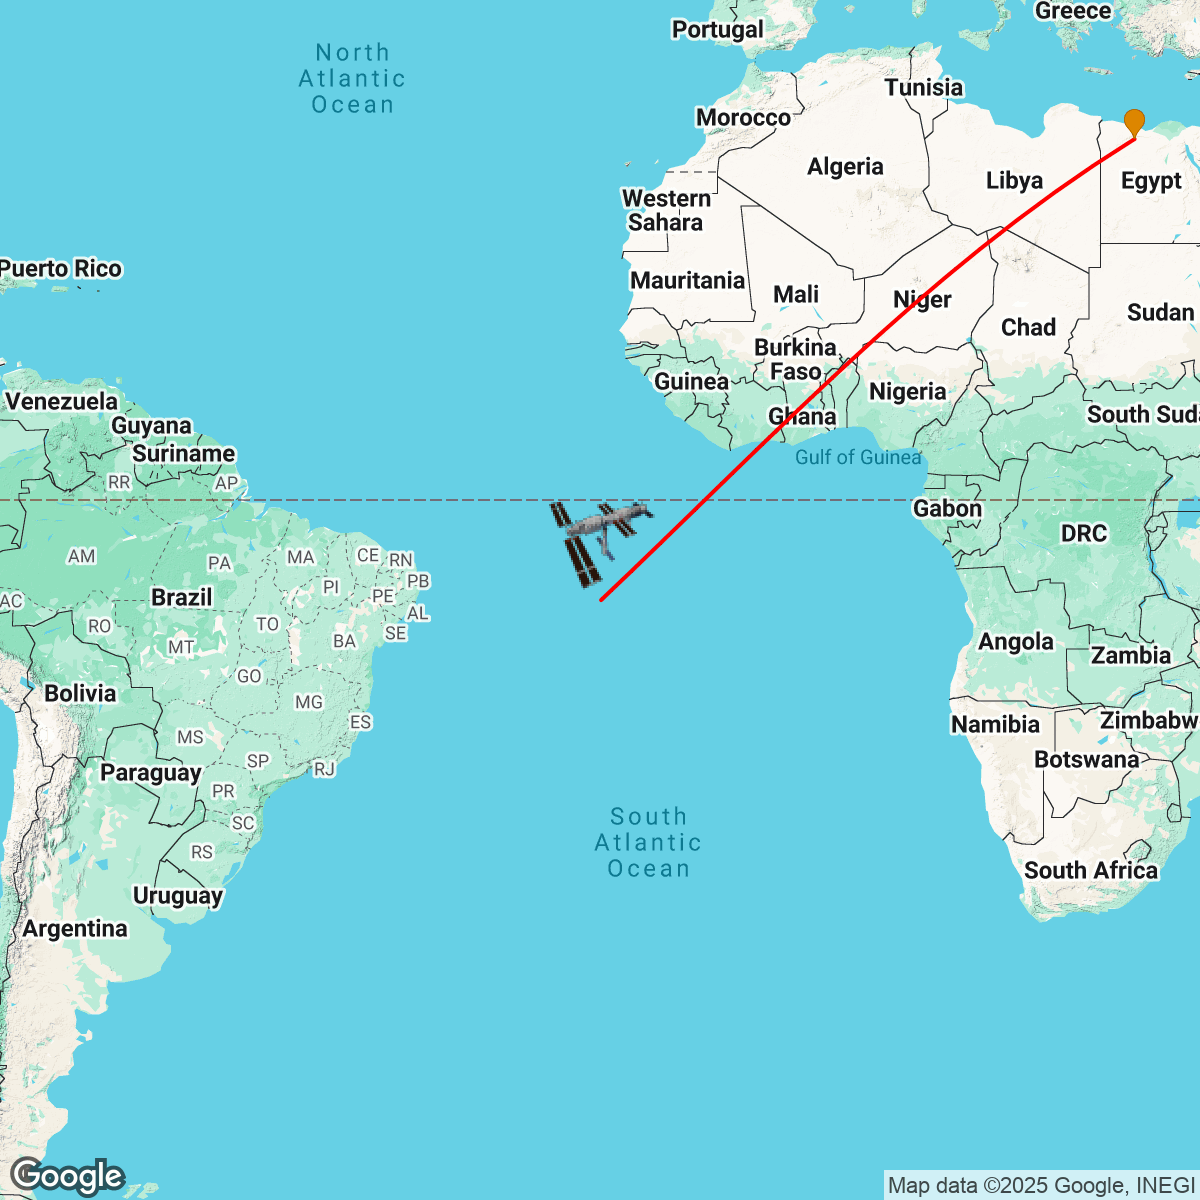 Greece
Portugal
North
Atlantic
Ocean
Tunisia
Morocco
Algeria
Libya
Egypt
Western
Sahara
Puerto Rico
Mauritania
Mali
Niger
Chad
Sudan
Burkina
Faso
Guinea
Nigeria
Venezuela
Guyana
Ghana
South Suda
Suriname
Gulf of Guinea
RR
AP
Gabon
DRC
AM
PA
MA
CE
RN
PI
PB
PE
Brazil
AC
AL
RO
TO
SE
MT
BA
Angola
Zambia
GO
Bolivia
MG
ES
Namibia
Zimbabw
MS
SP
RJ
Paraguay
Botswana
PR
South
Atlantic
Ocean
SC
RS
South Africa
Uruguay
Argentina
Google
Map data ©2025 Google, INEGI